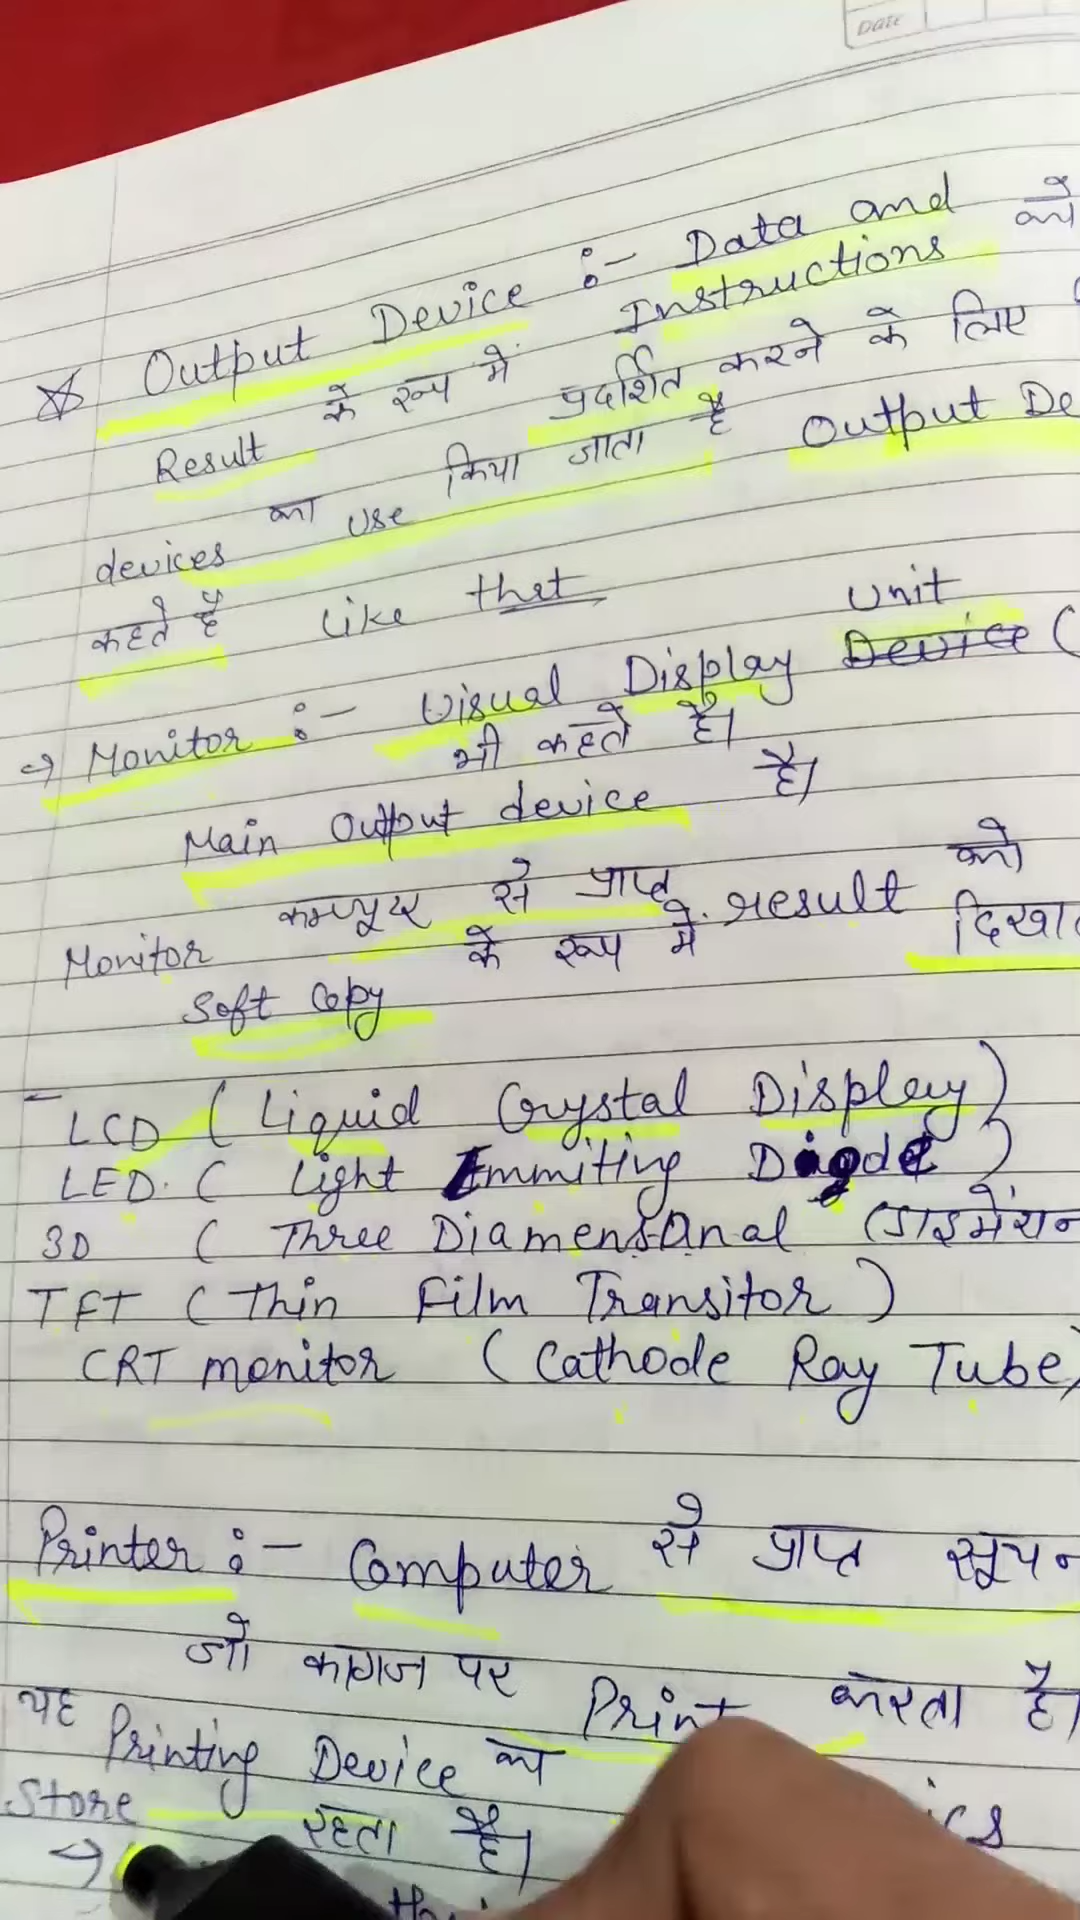 Date
☆ Output Device :- Data and
Instructions को
Result के रूप में प्रदर्शित करने के लिए
devices का use किया जाता है Output De
कहते है like that
Unit
→ Monitor :- Visual Display Device (
भी कहते है।
Main Output device है।
Monitor कम्प्यूटर से प्राप्त result को
Soft Copy के रूप में दिखा
LCD (Liquid Crystal Display)
LED. ( Light Emmiting Diode )
3D ( Three Diamensanal (डाइमेंशन
TFT (Thin Film Transitor)
CRT monitor (Cathode Ray Tube)
Printer :- Computer से प्राप्त सूचन
जो कागज पर Print करता है।
यह Printing Device का
Store रहता है।
→